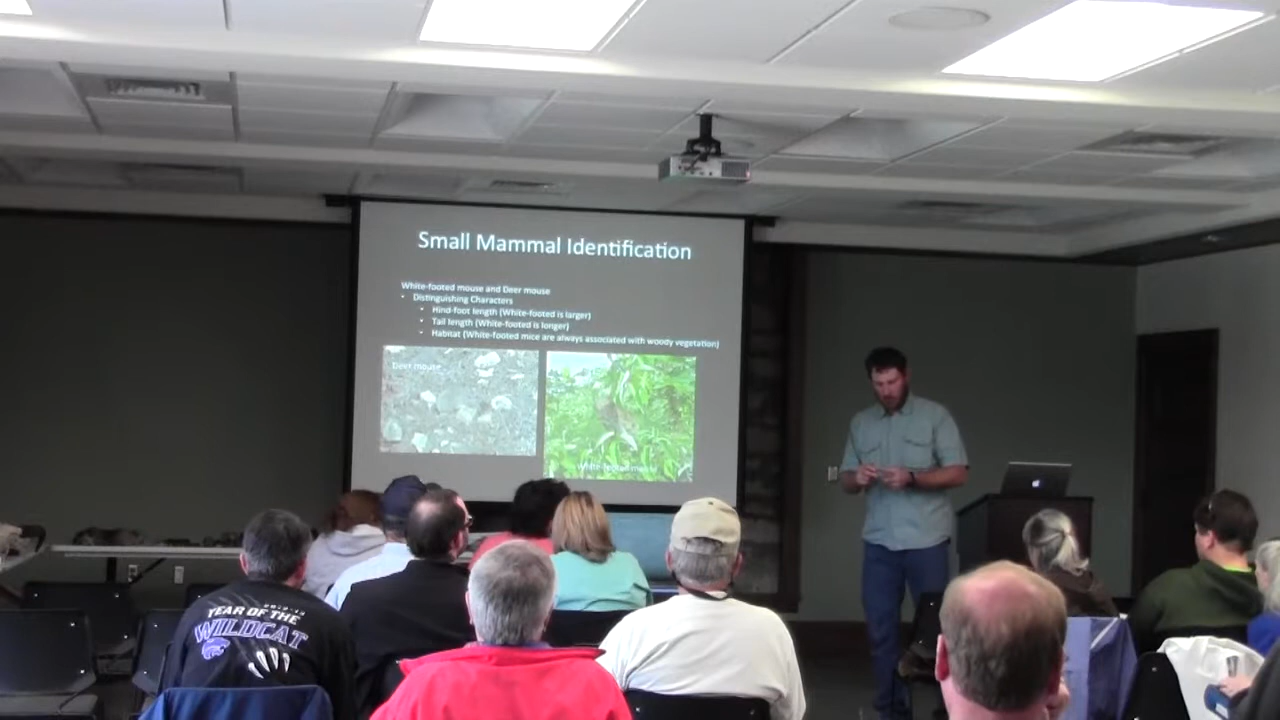 Small Mammal Identification
White-footed mouse and Deer mouse
• Distinguishing Characters
• Hind-foot length (White-footed is larger)
• Tail length (White-footed is longer)
• Habitat (White-footed mice are always associated with woody vegetation)
Deer mouse
White-footed mouse
YEAR OF THE
WILDCAT